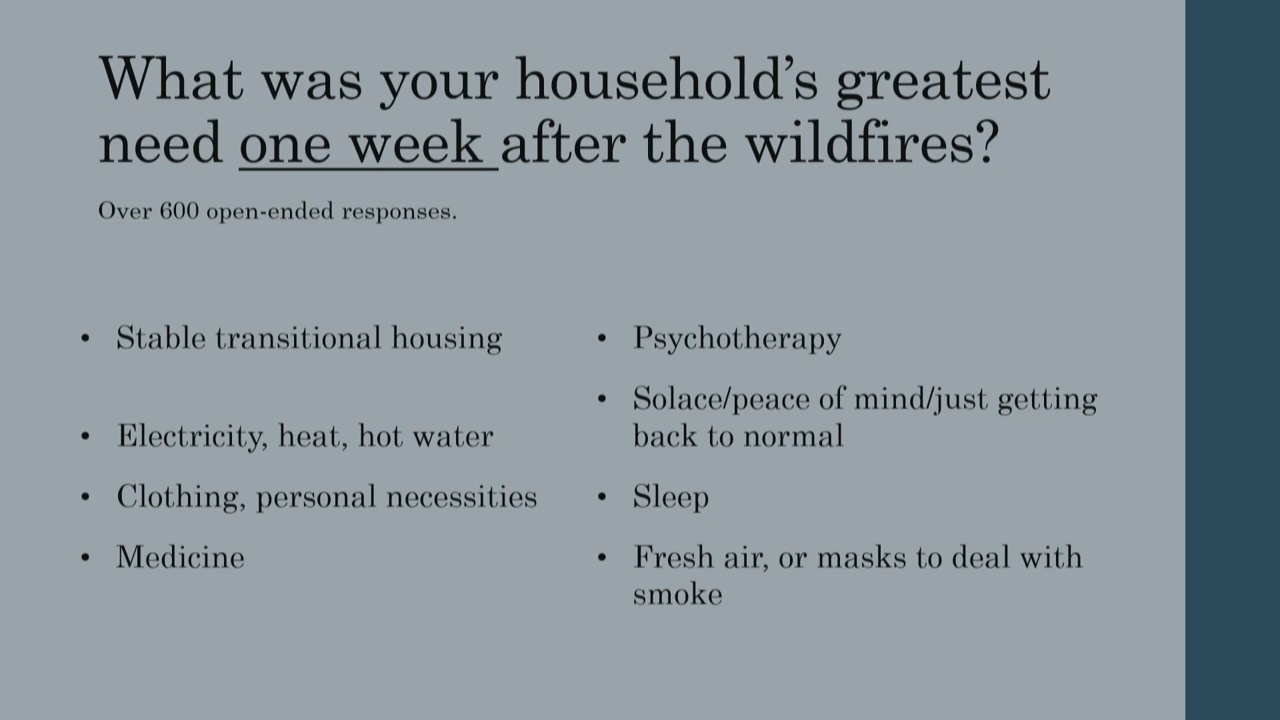 What was your household’s greatest
need one week after the wildfires?
Over 600 open-ended responses.
• Stable transitional housing
• Electricity, heat, hot water
• Clothing, personal necessities
• Medicine
• Psychotherapy
• Solace/peace of mind/just getting
back to normal
• Sleep
• Fresh air, or masks to deal with
smoke